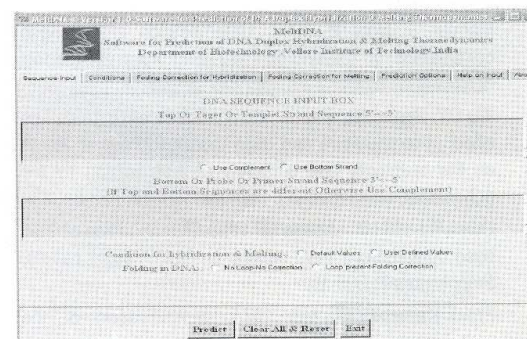 MeltDNA
Software for Prediction of DNA Duplex Hybridization & Melting Thermodynamics
Department of Biotechnology, Vellore Institute of Technology, India
Sequence Input Conditions Folding Correction for Hybridization Folding Correction for Melting Prediction Options Help on Input
DNA SEQUENCE INPUT BOX
Top Or Taget Or Templet Strand Sequence 5'---3'
Use Complement Use Bottom Strand
Bottom Or Probe Or Primer Strand Sequence 3'---5'
(If Top and Bottom Sequences are different Otherwise Use Complement)
Condition for hybridization & Melting.: Default Values User Defined Values
Folding in DNA: No Loop-No Correction Loop present-Folding Correction
Predict Clear All & Reset Exit